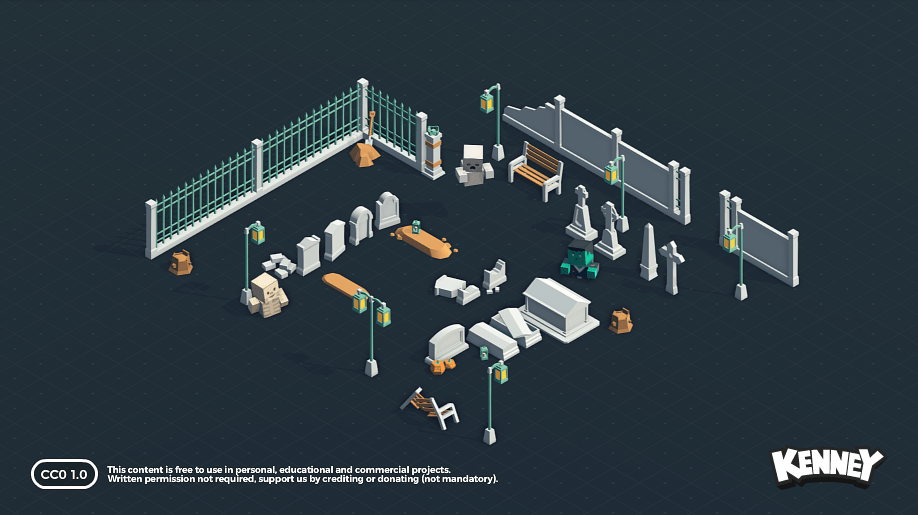 CC0 1.0
This content is free to use in personal, educational and commercial projects.
Written permission not required, support us by crediting or donating (not mandatory).
KENNEY